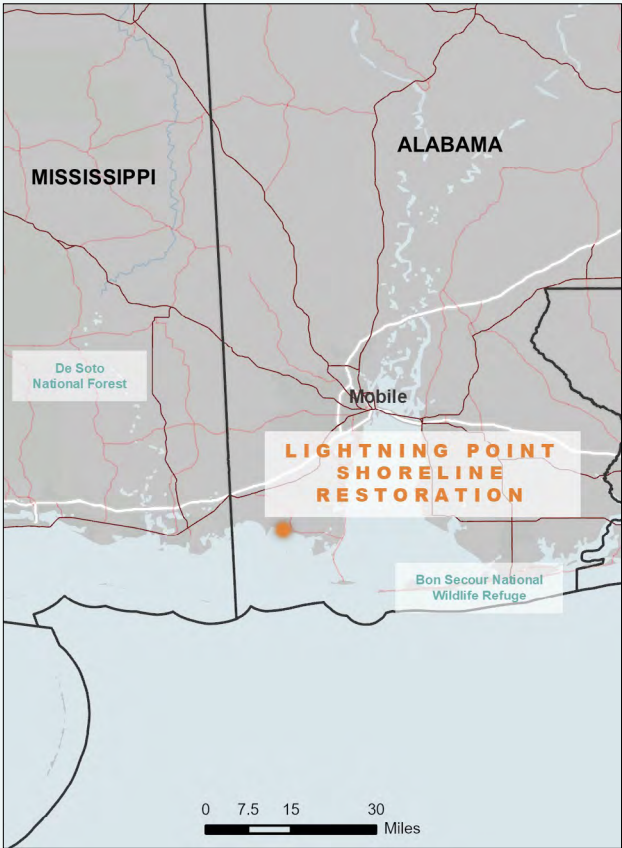 ALABAMA
MISSISSIPPI
De Soto
National Forest
Mobile
LIGHTNING POINT
SHORELINE
RESTORATION
Bon Secour National
Wildlife Refuge
0 7.5 15 30
Miles